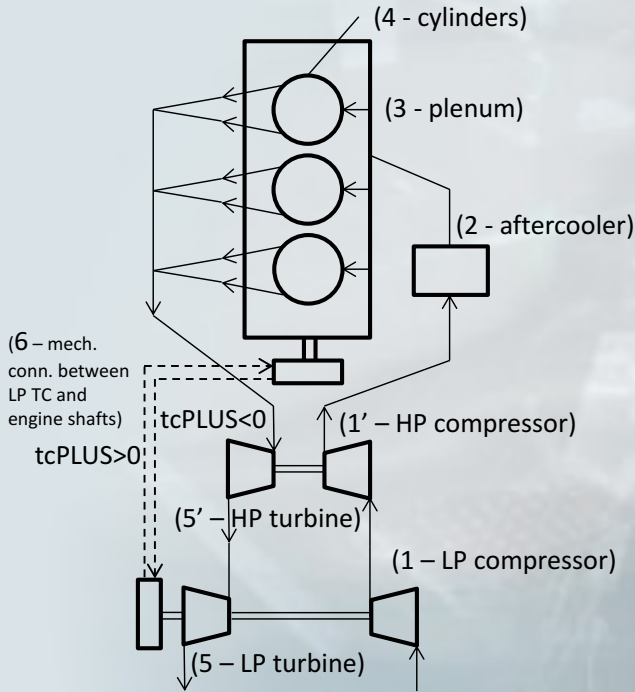 (4 - cylinders)
(3 - plenum)
(2 - aftercooler)
(6 – mech.
conn. between
LP TC and
engine shafts)
tcPLUS<0
(1’ – HP compressor)
tcPLUS>0
(5’ – HP turbine)
(1 – LP compressor)
(5 – LP turbine)